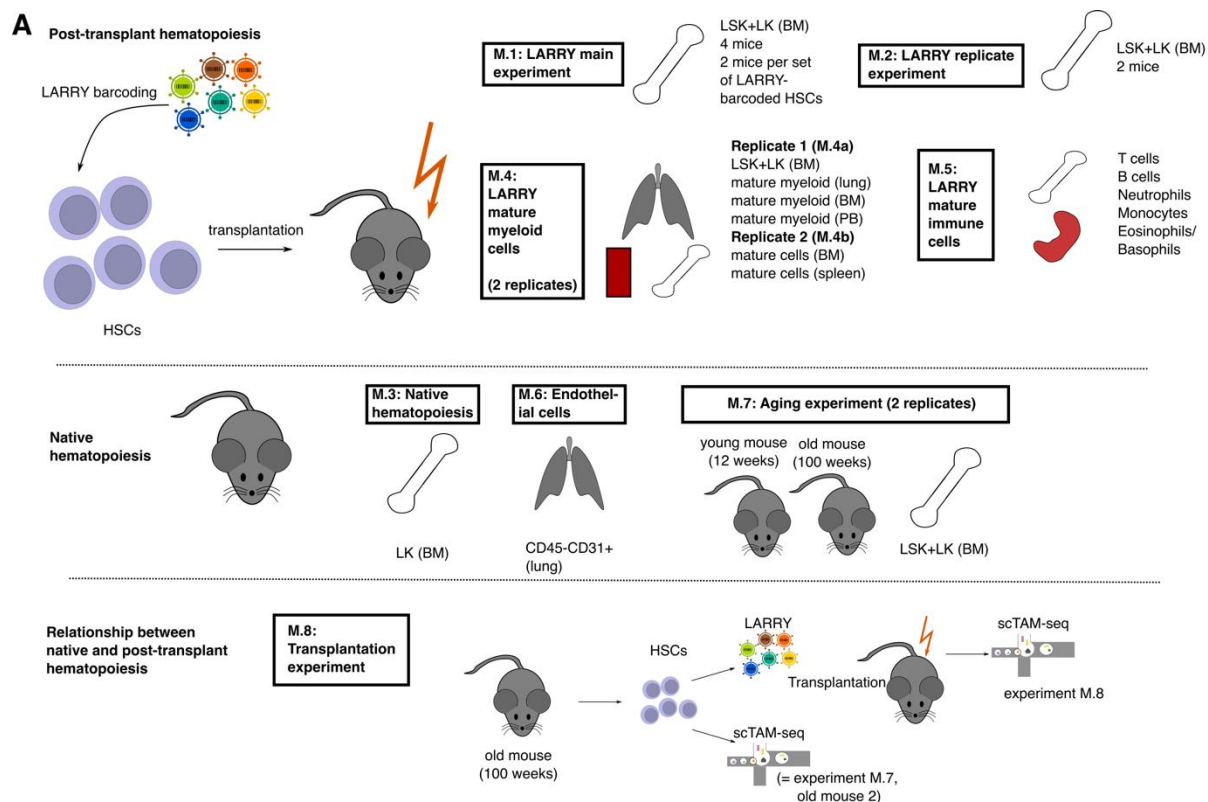 A
Post-transplant hematopoiesis
LARRY barcoding
HSCs
transplantation
M.1: LARRY main
experiment
LSK+LK (BM)
4 mice
2 mice per set
of LARRY-
barcoded HSCs
M.2: LARRY replicate
experiment
LSK+LK (BM)
2 mice
M.4:
LARRY
mature
myeloid
cells
(2 replicates)
Replicate 1 (M.4a)
LSK+LK (BM)
mature myeloid (lung)
mature myeloid (BM)
mature myeloid (PB)
Replicate 2 (M.4b)
mature cells (BM)
mature cells (spleen)
M.5:
LARRY
mature
immune
cells
T cells
B cells
Neutrophils
Monocytes
Eosinophils/
Basophils
Native
hematopoiesis
M.3: Native
hematopoiesis
LK (BM)
M.6: Endothel-
ial cells
CD45-CD31+
(lung)
M.7: Aging experiment (2 replicates)
young mouse
(12 weeks)
old mouse
(100 weeks)
LSK+LK (BM)
Relationship between
native and post-transplant
hematopoiesis
M.8:
Transplantation
experiment
old mouse
(100 weeks)
HSCs
LARRY
Transplantation
scTAM-seq
experiment M.8
scTAM-seq
(= experiment M.7,
old mouse 2)